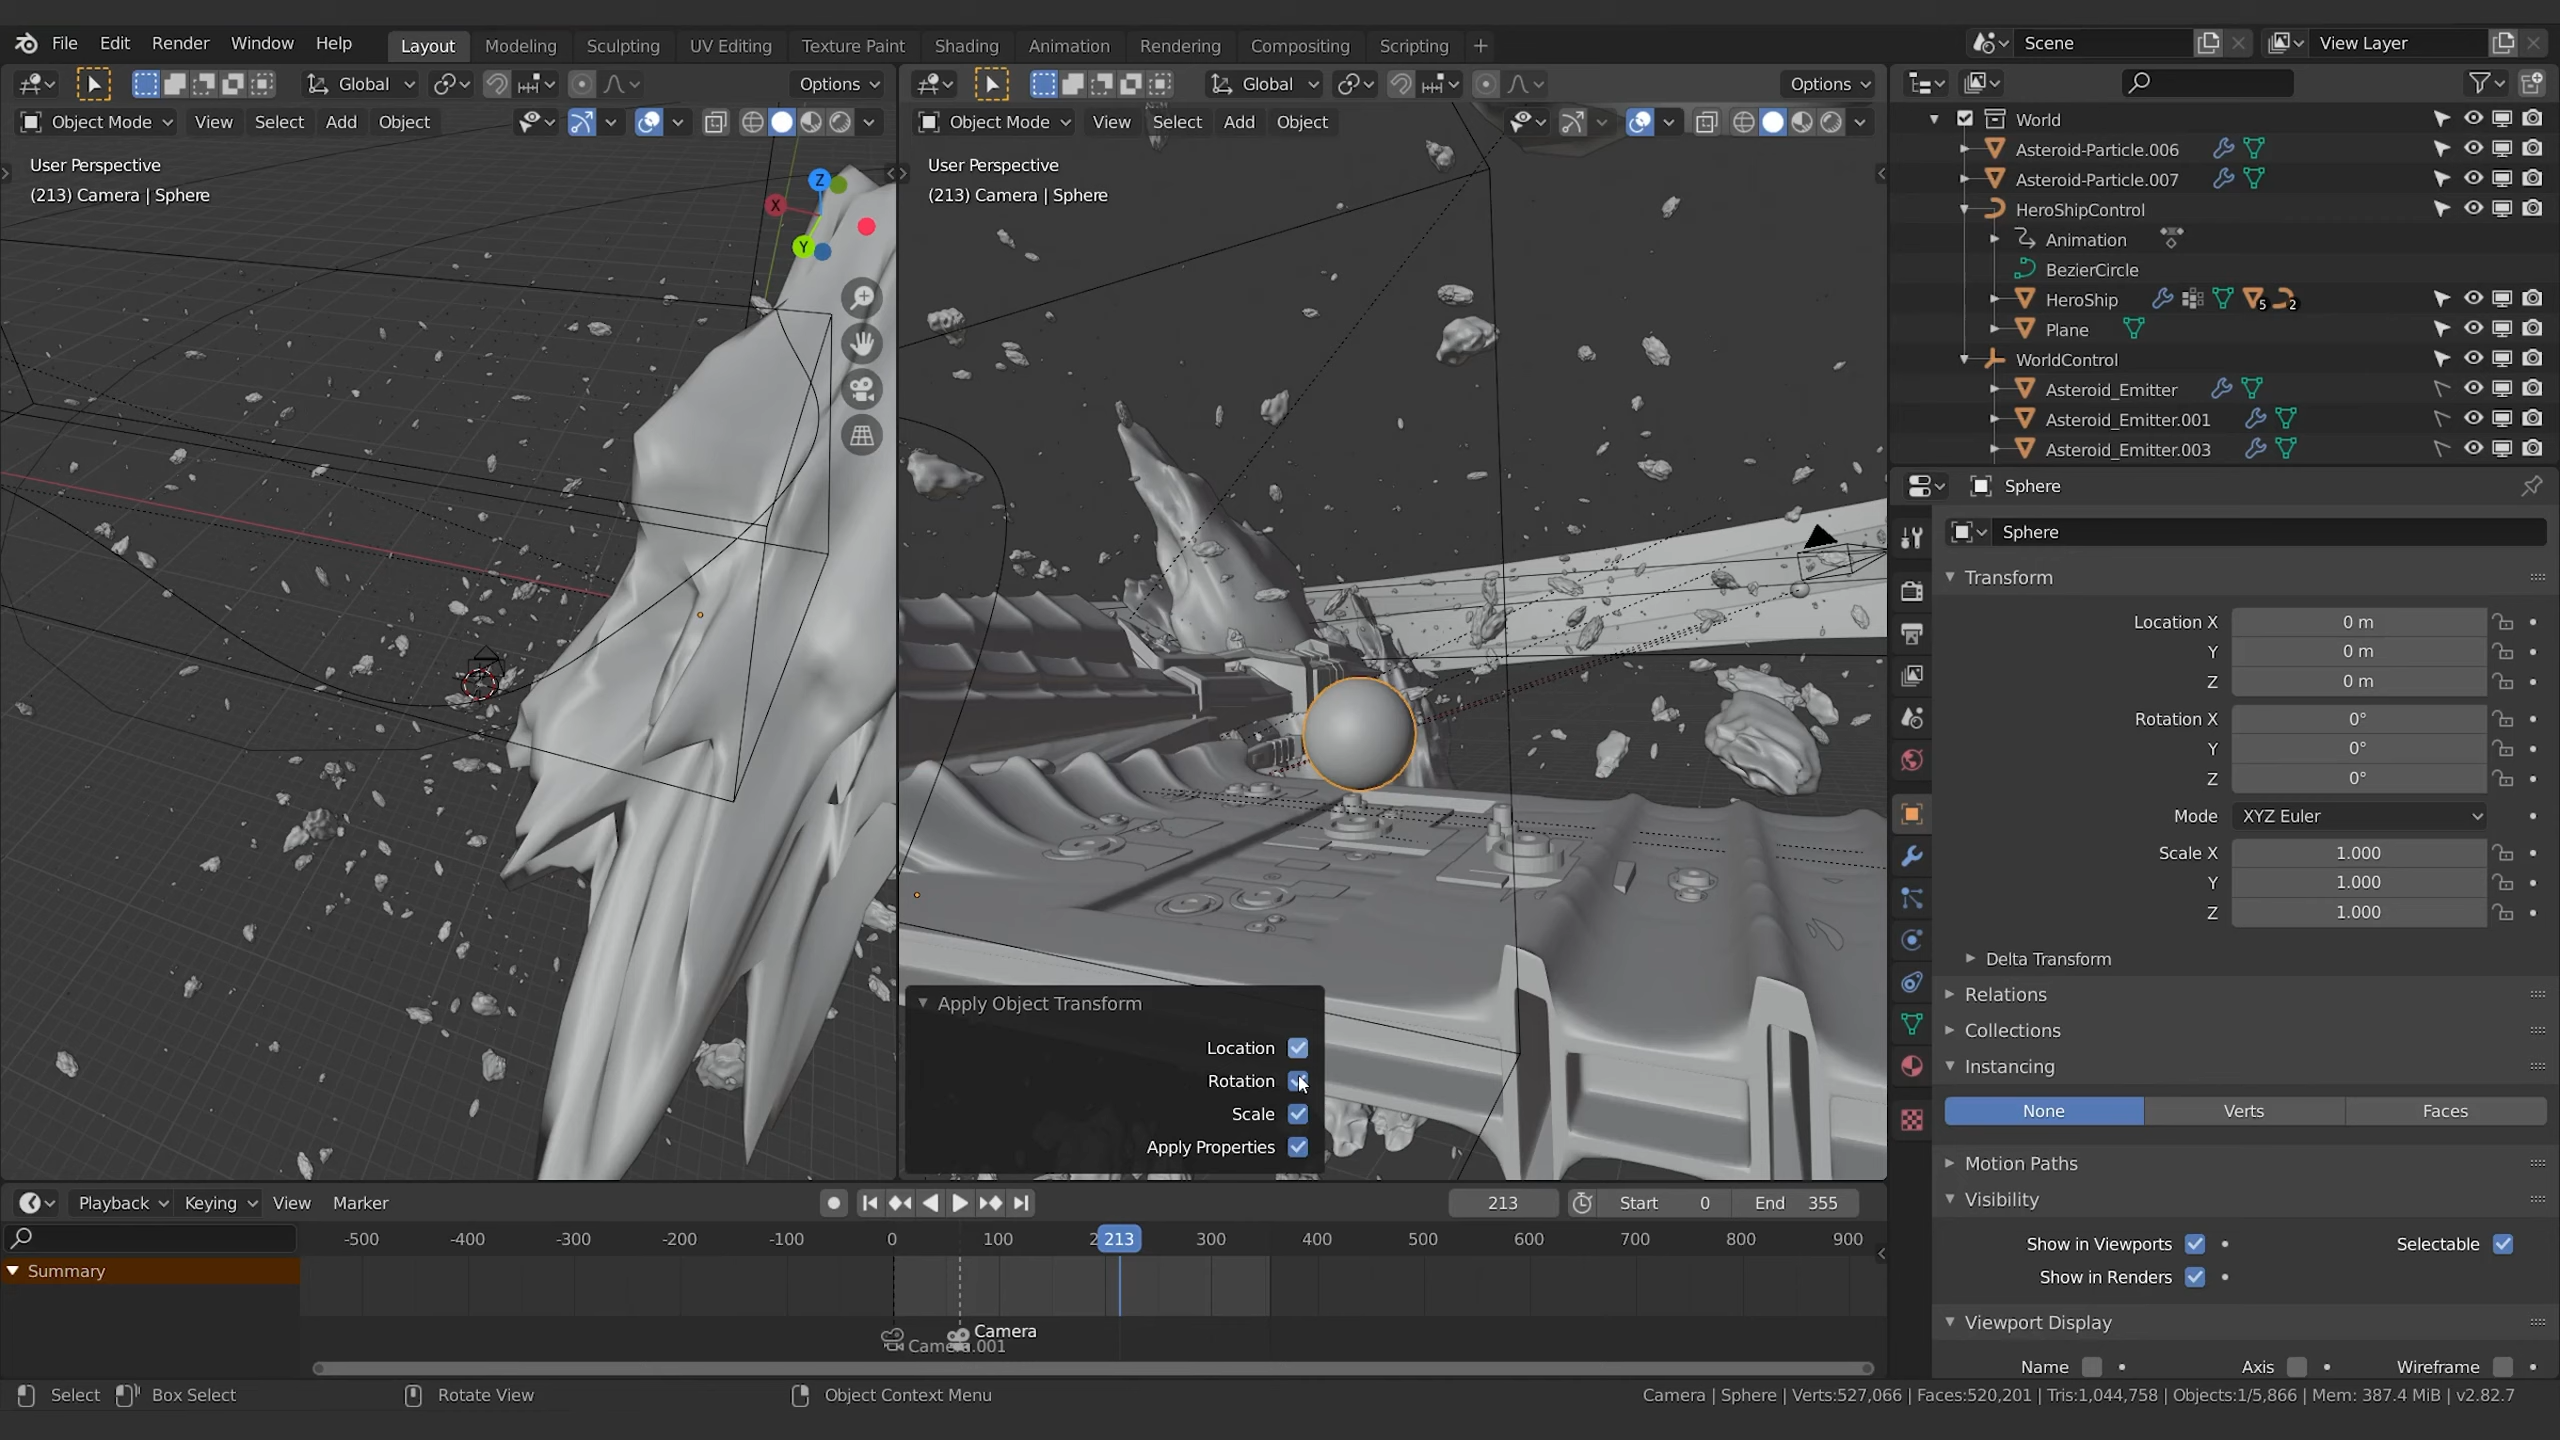 File Edit Render Window Help Layout Modeling Sculpting UV Editing Texture Paint Shading Animation Rendering Compositing Scripting + Scene View Layer
Global Options Global Options
Object Mode View Select Add Object Object Mode View Select Add Object
User Perspective
(213) Camera | Sphere
Z
X
Y
User Perspective
(213) Camera | Sphere
World
Asteroid-Particle.006
Asteroid-Particle.007
HeroShipControl
Animation
BezierCircle
HeroShip 5 2
Plane
WorldControl
Asteroid_Emitter
Asteroid_Emitter.001
Asteroid_Emitter.003
Sphere
Sphere
Transform
Location X 0 m
Y 0 m
Z 0 m
Rotation X 0°
Y 0°
Z 0°
Mode XYZ Euler
Scale X 1.000
Y 1.000
Z 1.000
Delta Transform
Relations
Collections
Instancing
None Verts Faces
Motion Paths
Visibility
Show in Viewports Selectable
Show in Renders
Viewport Display
Name Axis Wireframe
Apply Object Transform
Location
Rotation
Scale
Apply Properties
Playback Keying View Marker 213 Start 0 End 355
-500 -400 -300 -200 -100 0 100 2 213 300 400 500 600 700 800 900
Summary
Camera
Camera.001
Select Box Select Rotate View Object Context Menu Camera | Sphere | Verts:527,066 | Faces:520,201 | Tris:1,044,758 | Objects:1/5,866 | Mem: 387.4 MiB | v2.82.7